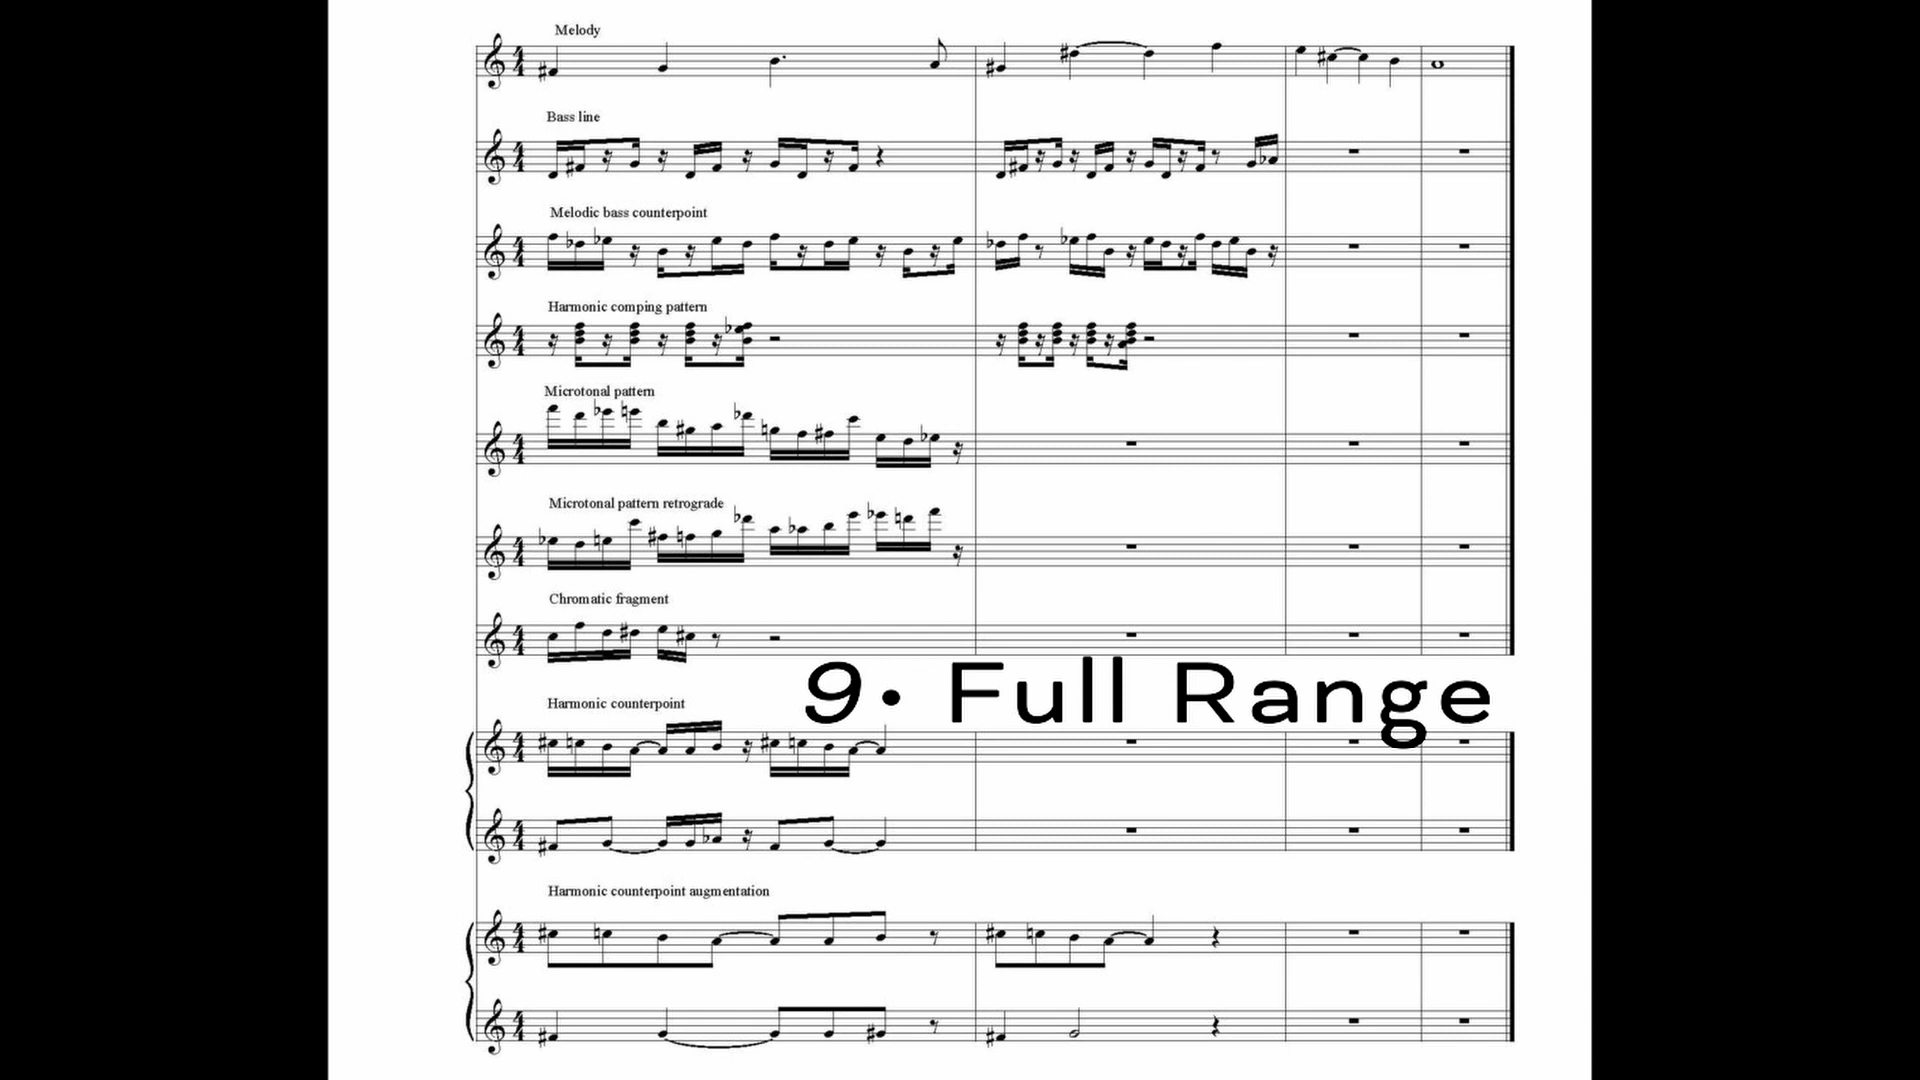 Melody
Bass line
Melodic bass counterpoint
Harmonic comping pattern
Microtonal pattern
Microtonal pattern retrograde
Chromatic fragment
9. Full Range
Harmonic counterpoint
Harmonic counterpoint augmentation